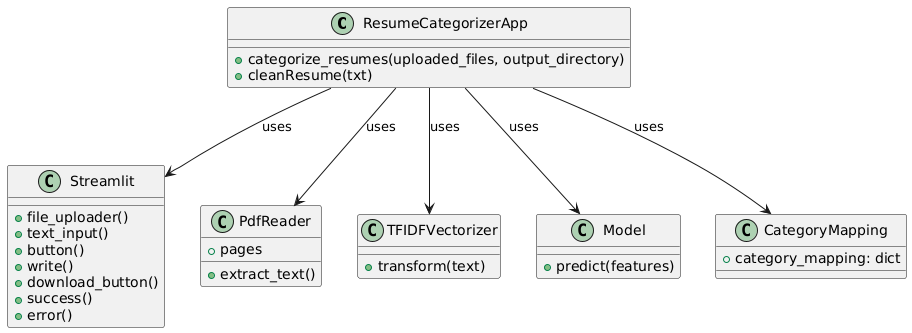 C ResumeCategorizerApp
categorize_resumes(uploaded_files, output_directory)
cleanResume(txt)
uses uses uses uses uses
C Streamlit
file_uploader()
text_input()
button()
write()
download_button()
success()
error()
C PdfReader
pages
extract_text()
C TFIDFVectorizer
transform(text)
C Model
predict(features)
C CategoryMapping
category_mapping: dict